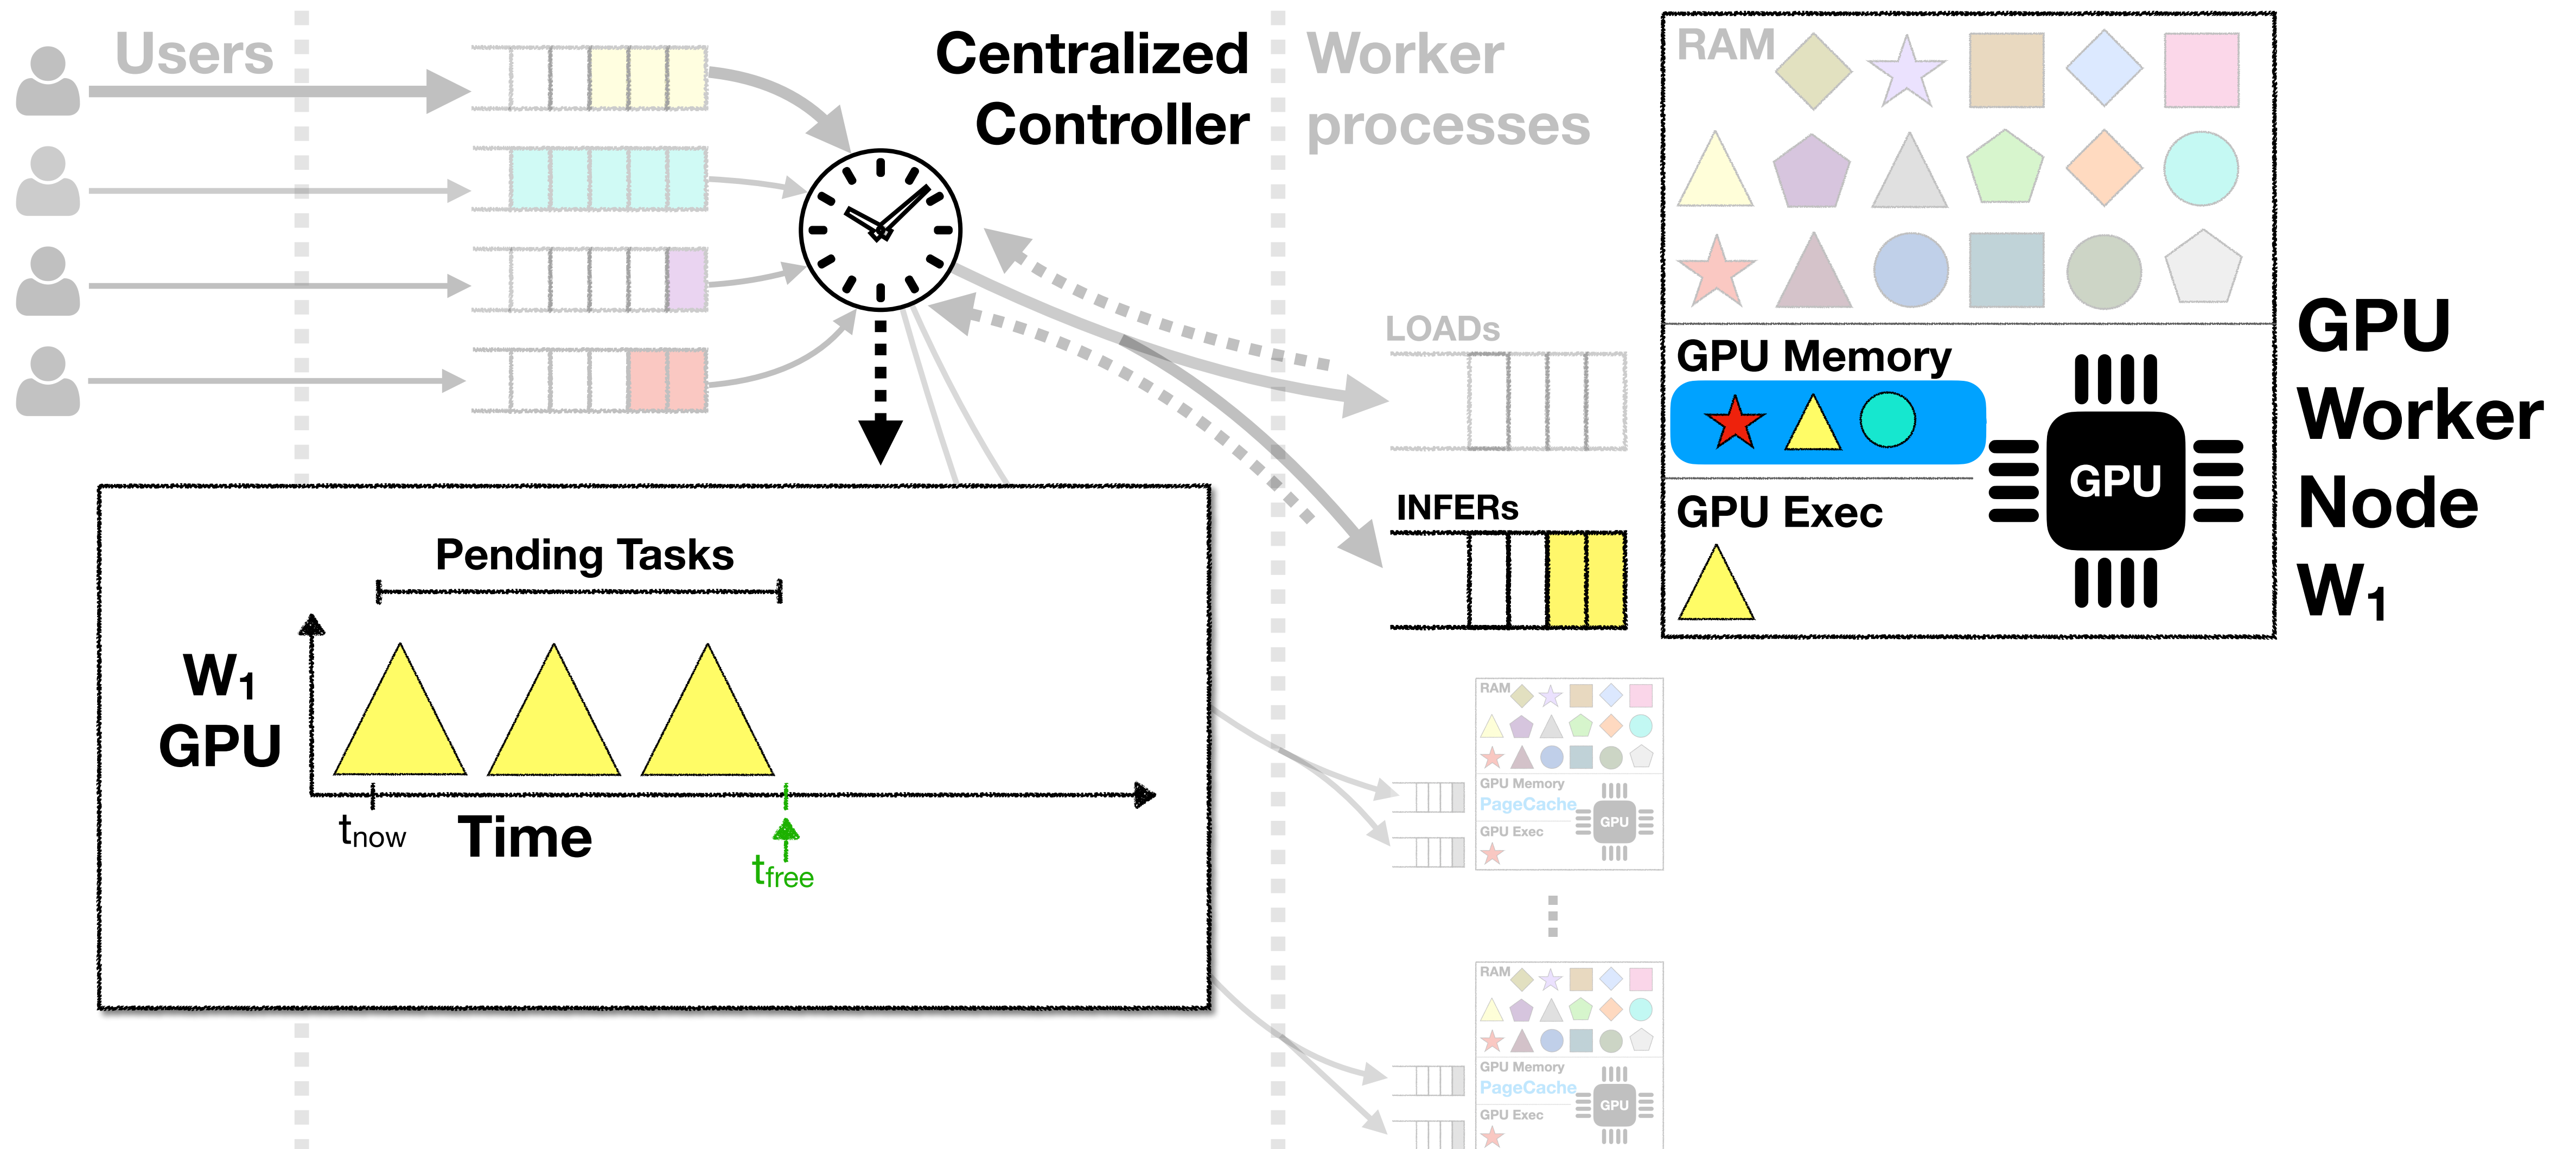 Users
Centralized
Controller
Worker
processes
RAM
LOADs
GPU Memory
GPU
INFERs
GPU Exec
GPU
Worker
Node
W₁
Pending Tasks
W₁
GPU
tnow
Time
tfree
RAM
GPU Memory
PageCache
GPU
GPU Exec
RAM
GPU Memory
PageCache
GPU
GPU Exec